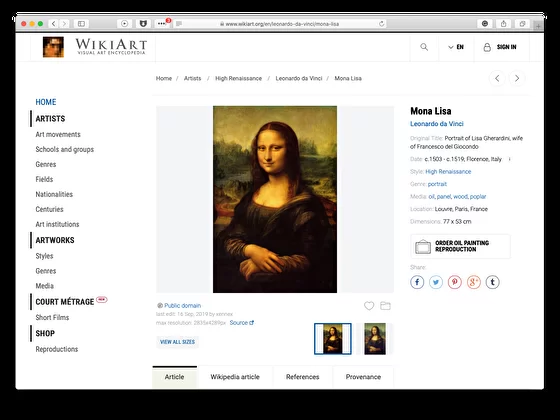 www.wikiart.org/en/leonardo-da-vinci/mona-lisa
WIKIART
VISUAL ART ENCYCLOPEDIA
EN
SIGN IN
Home / Artists / High Renaissance / Leonardo da Vinci / Mona Lisa
HOME
ARTISTS
Art movements
Schools and groups
Genres
Fields
Nationalities
Centuries
Art institutions
ARTWORKS
Styles
Genres
Media
COURT MÉTRAGE NEW
Short Films
SHOP
Reproductions
Public domain
last edit: 16 Sep, 2019 by xennex
max resolution: 2835x4289px Source
VIEW ALL SIZES
Article
Wikipedia article
References
Provenance
Mona Lisa
Leonardo da Vinci
Original Title: Portrait of Lisa Gherardini, wife
of Francesco del Giocondo
Date: c.1503 - c.1519; Florence, Italy
Style: High Renaissance
Genre: portrait
Media: oil, panel, wood, poplar
Location: Louvre, Paris, France
Dimensions: 77 x 53 cm
ORDER OIL PAINTING
REPRODUCTION
Share: